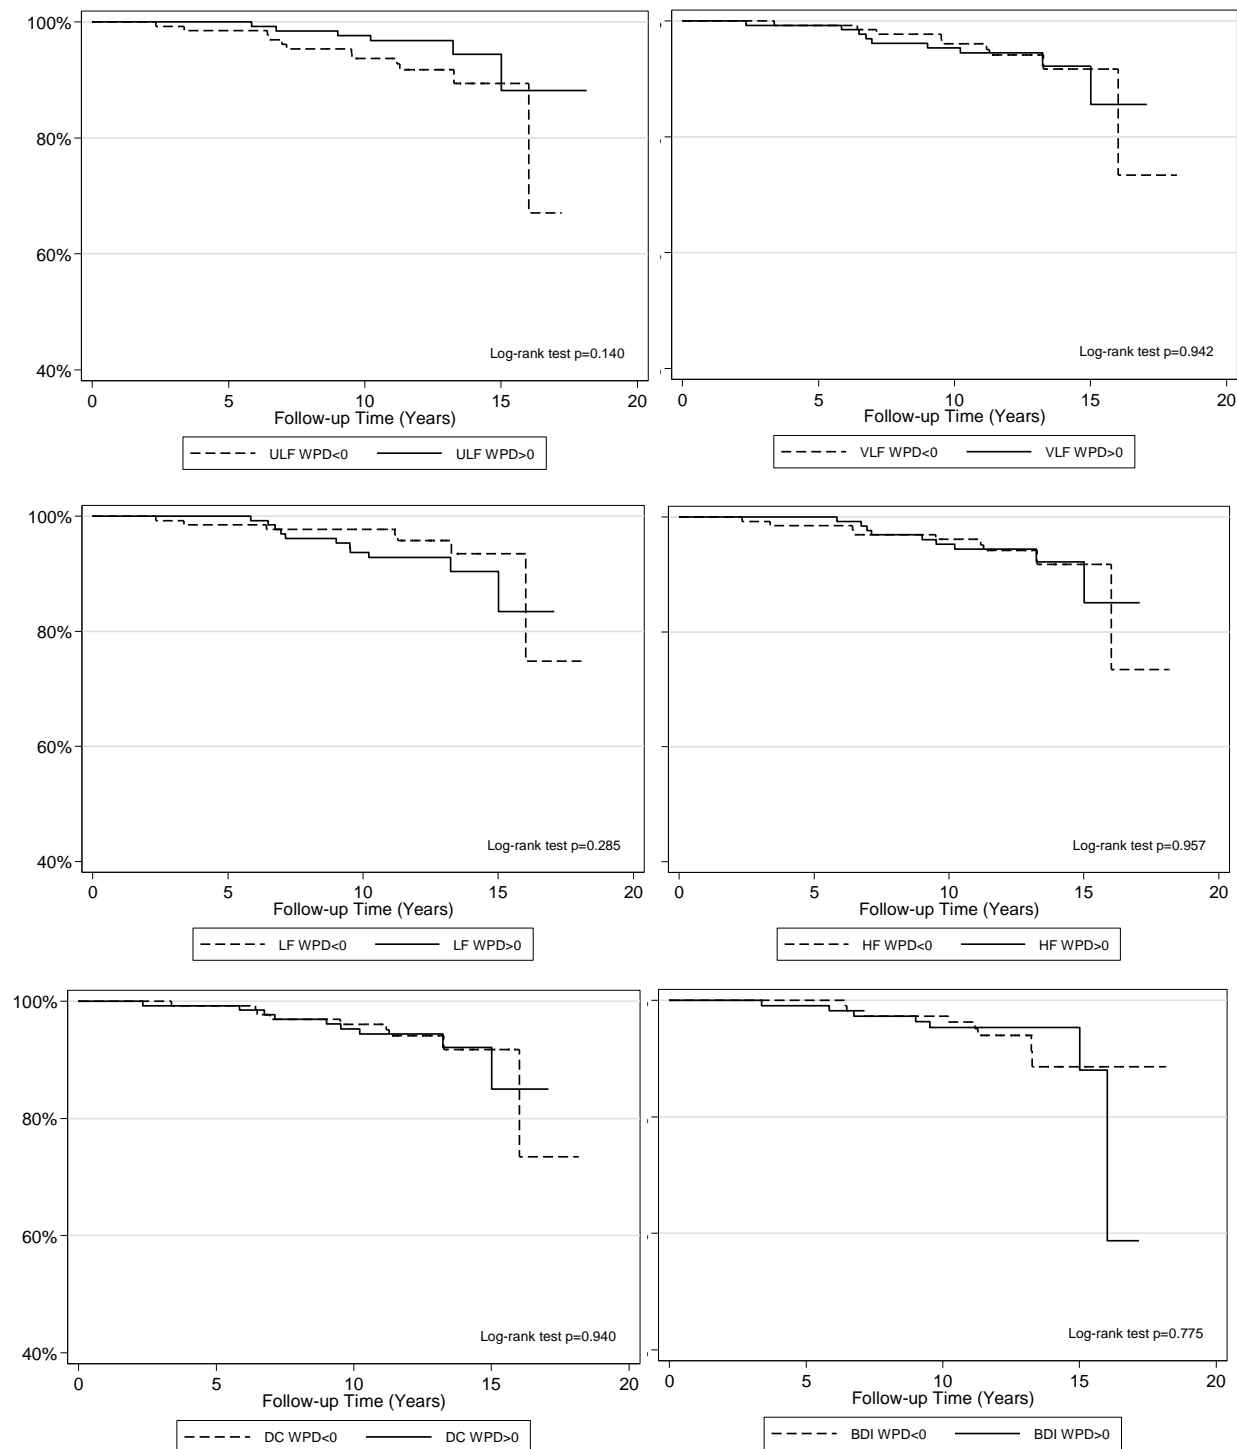 100%
80%
60%
40%
Log-rank test p=0.140
0 5 10 15 20
Follow-up Time (Years)
ULF WPD<0 ULF WPD>0
Log-rank test p=0.942
0 5 10 15 20
Follow-up Time (Years)
VLF WPD<0 VLF WPD>0
100%
80%
60%
40%
Log-rank test p=0.285
0 5 10 15 20
Follow-up Time (Years)
LF WPD<0 LF WPD>0
Log-rank test p=0.957
0 5 10 15 20
Follow-up Time (Years)
HF WPD<0 HF WPD>0
100%
80%
60%
40%
Log-rank test p=0.940
0 5 10 15 20
Follow-up Time (Years)
DC WPD<0 DC WPD>0
Log-rank test p=0.775
0 5 10 15 20
Follow-up Time (Years)
BDI WPD<0 BDI WPD>0